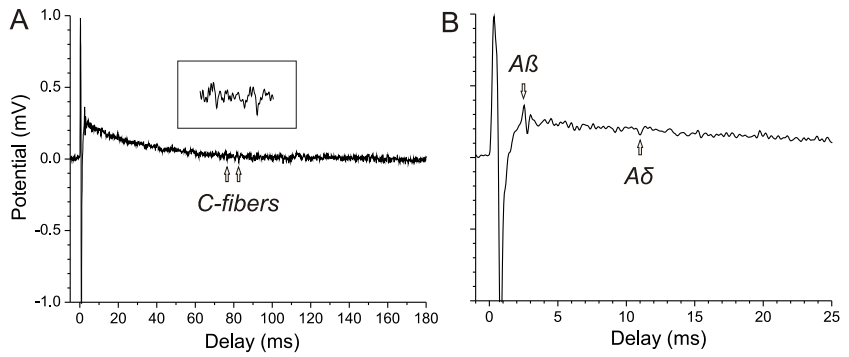 A
Potential (mV)
1.0
0.5
0.0
-0.5
-1.0
C-fibers
0 20 40 60 80 100 120 140 160 180
Delay (ms)
B
Aß
Aδ
0 5 10 15 20 25
Delay (ms)